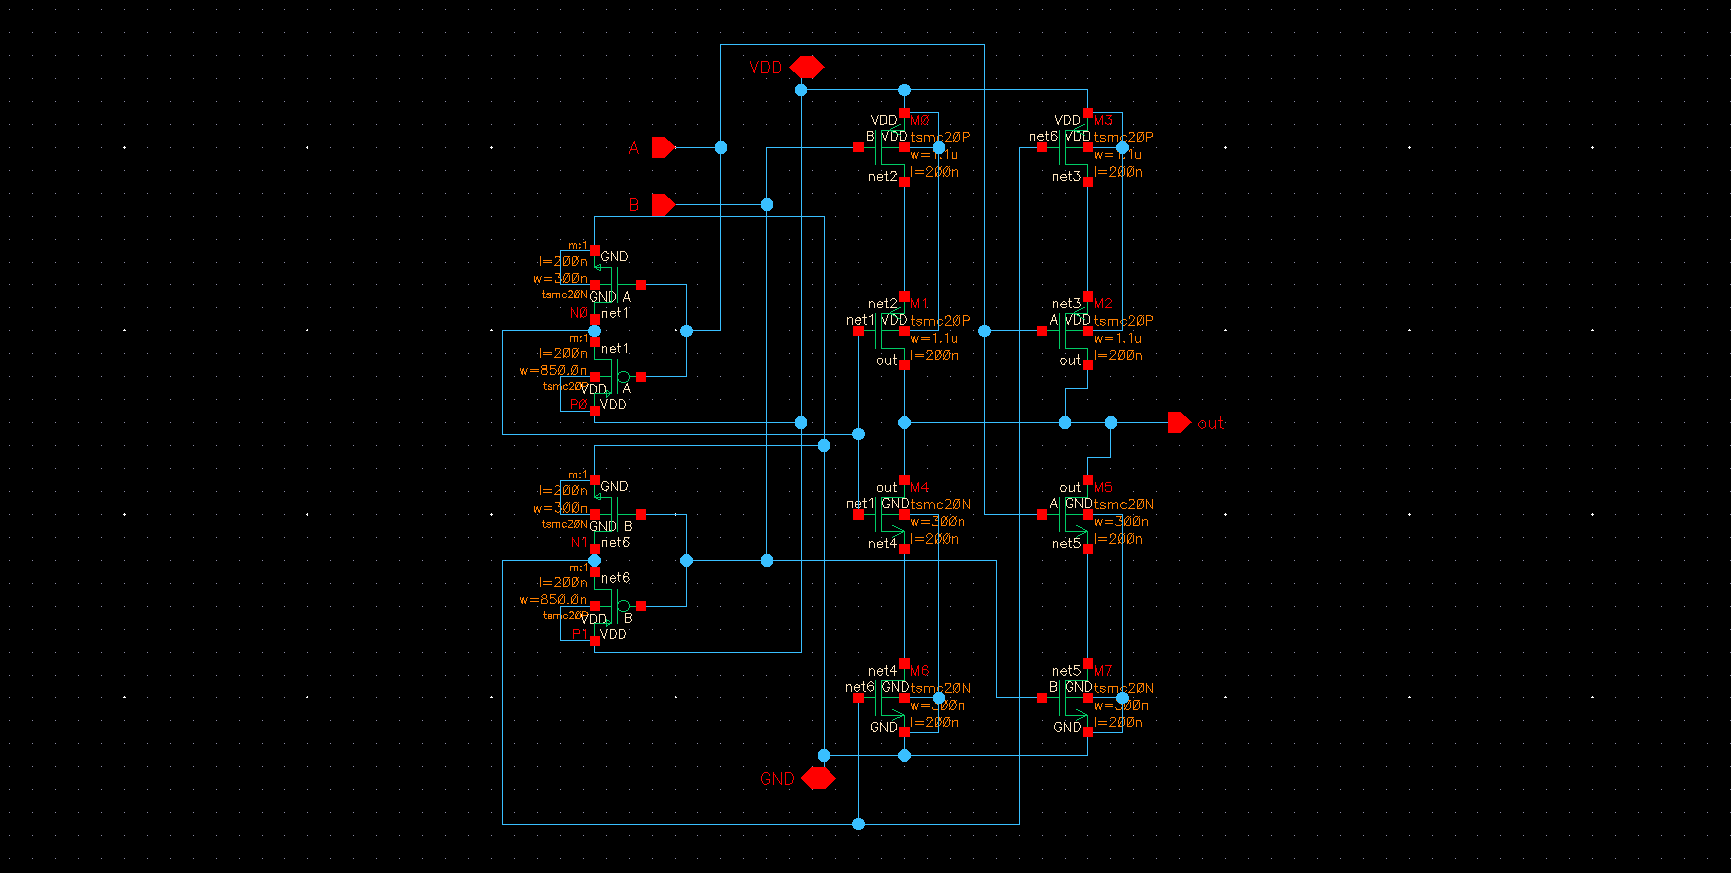 VDD
A
B
VDD
M0
B
VDD
tsmc20P
w=1.1u
l=200n
net2
VDD
M3
net6
VDD
tsmc20P
w=1.1u
l=200n
net3
m:1
GND
l=200n
w=300n
tsmc20N
GND
A
N0
net1
m:1
net1
l=200n
w=850.0n
tsmc20P
VDD
A
P0
VDD
net2
M1
net1
VDD
tsmc20P
w=1.1u
l=200n
out
net3
M2
A
VDD
tsmc20P
w=1.1u
l=200n
out
out
m:1
GND
l=200n
w=300n
tsmc20N
GND
B
N1
net6
m:1
net6
l=200n
w=850.0n
tsmc20P
VDD
B
P1
VDD
out
M4
net1
GND
tsmc20N
w=300n
l=200n
net4
out
M5
A
GND
tsmc20N
w=300n
l=200n
net5
net4
M6
net6
GND
tsmc20N
w=300n
l=200n
GND
net5
M7
B
GND
tsmc20N
w=300n
l=200n
GND
GND